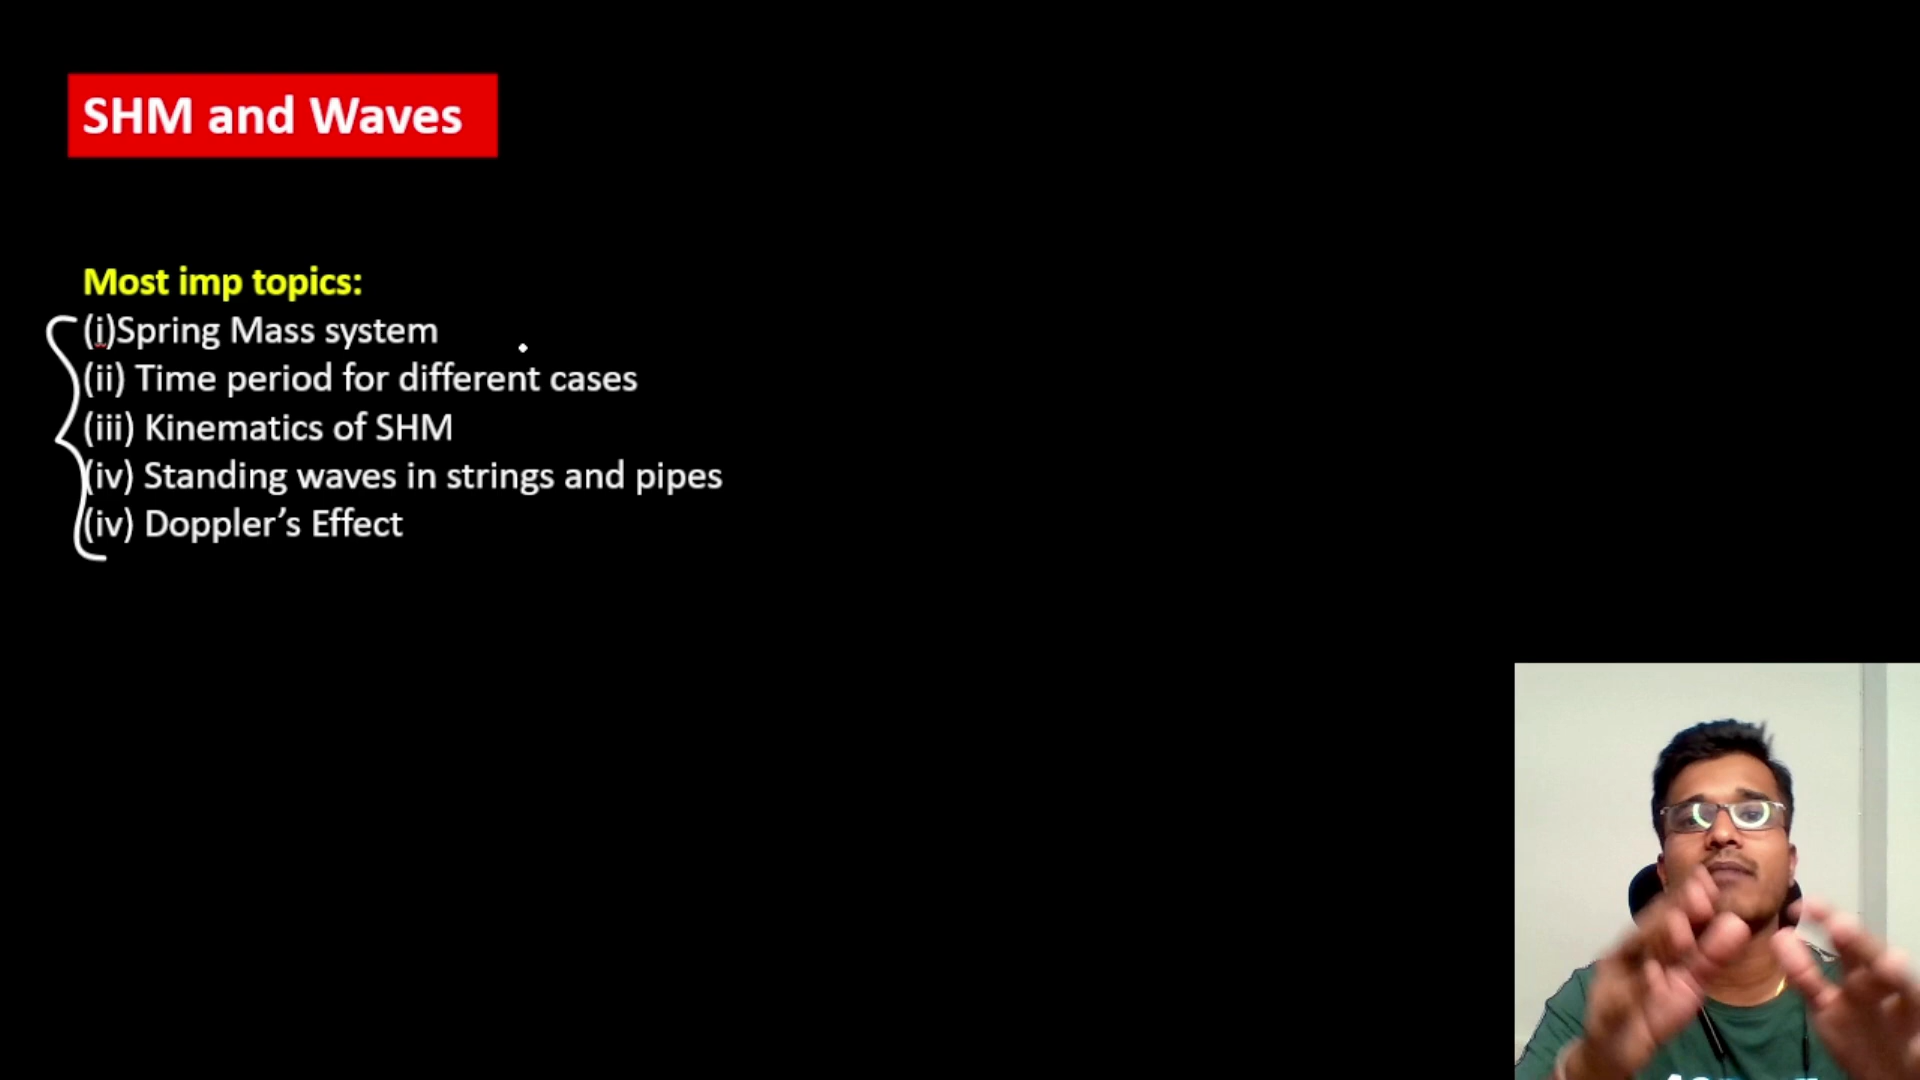 SHM and Waves
Most imp topics:
(i)Spring Mass system
(ii) Time period for different cases
(iii) Kinematics of SHM
(iv) Standing waves in strings and pipes
(iv) Doppler’s Effect